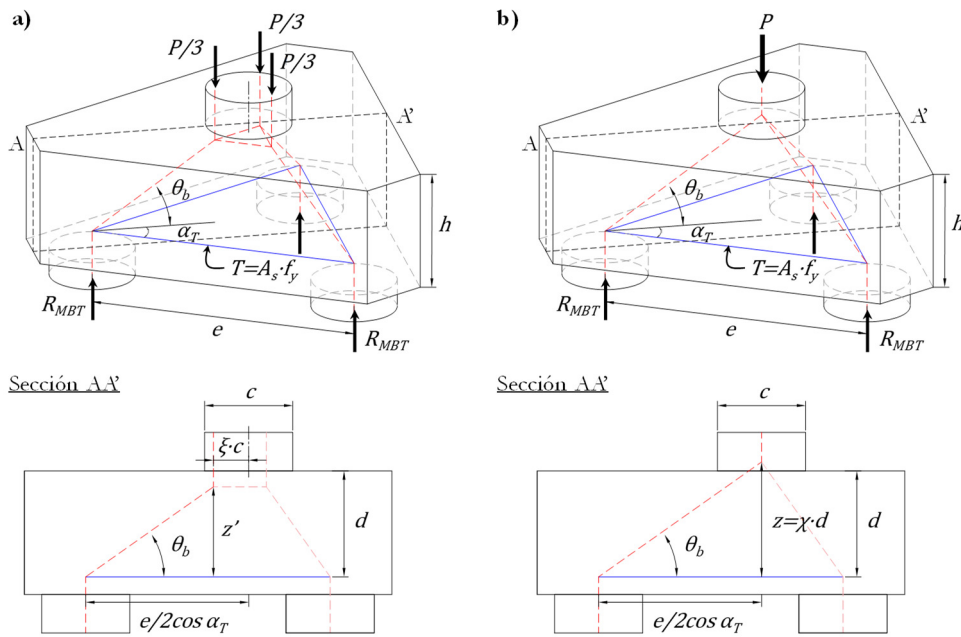 a)
P/3
P/3
P/3
A
A'
θb
αT
h
T=As·fy
RMBT
e
RMBT
Sección AA'
c
ξ·c
z'
d
θb
e/2cos αT
b)
P
A
A'
θb
αT
h
T=As·fy
RMBT
e
RMBT
Sección AA'
c
z=χ·d
d
θb
e/2cos αT